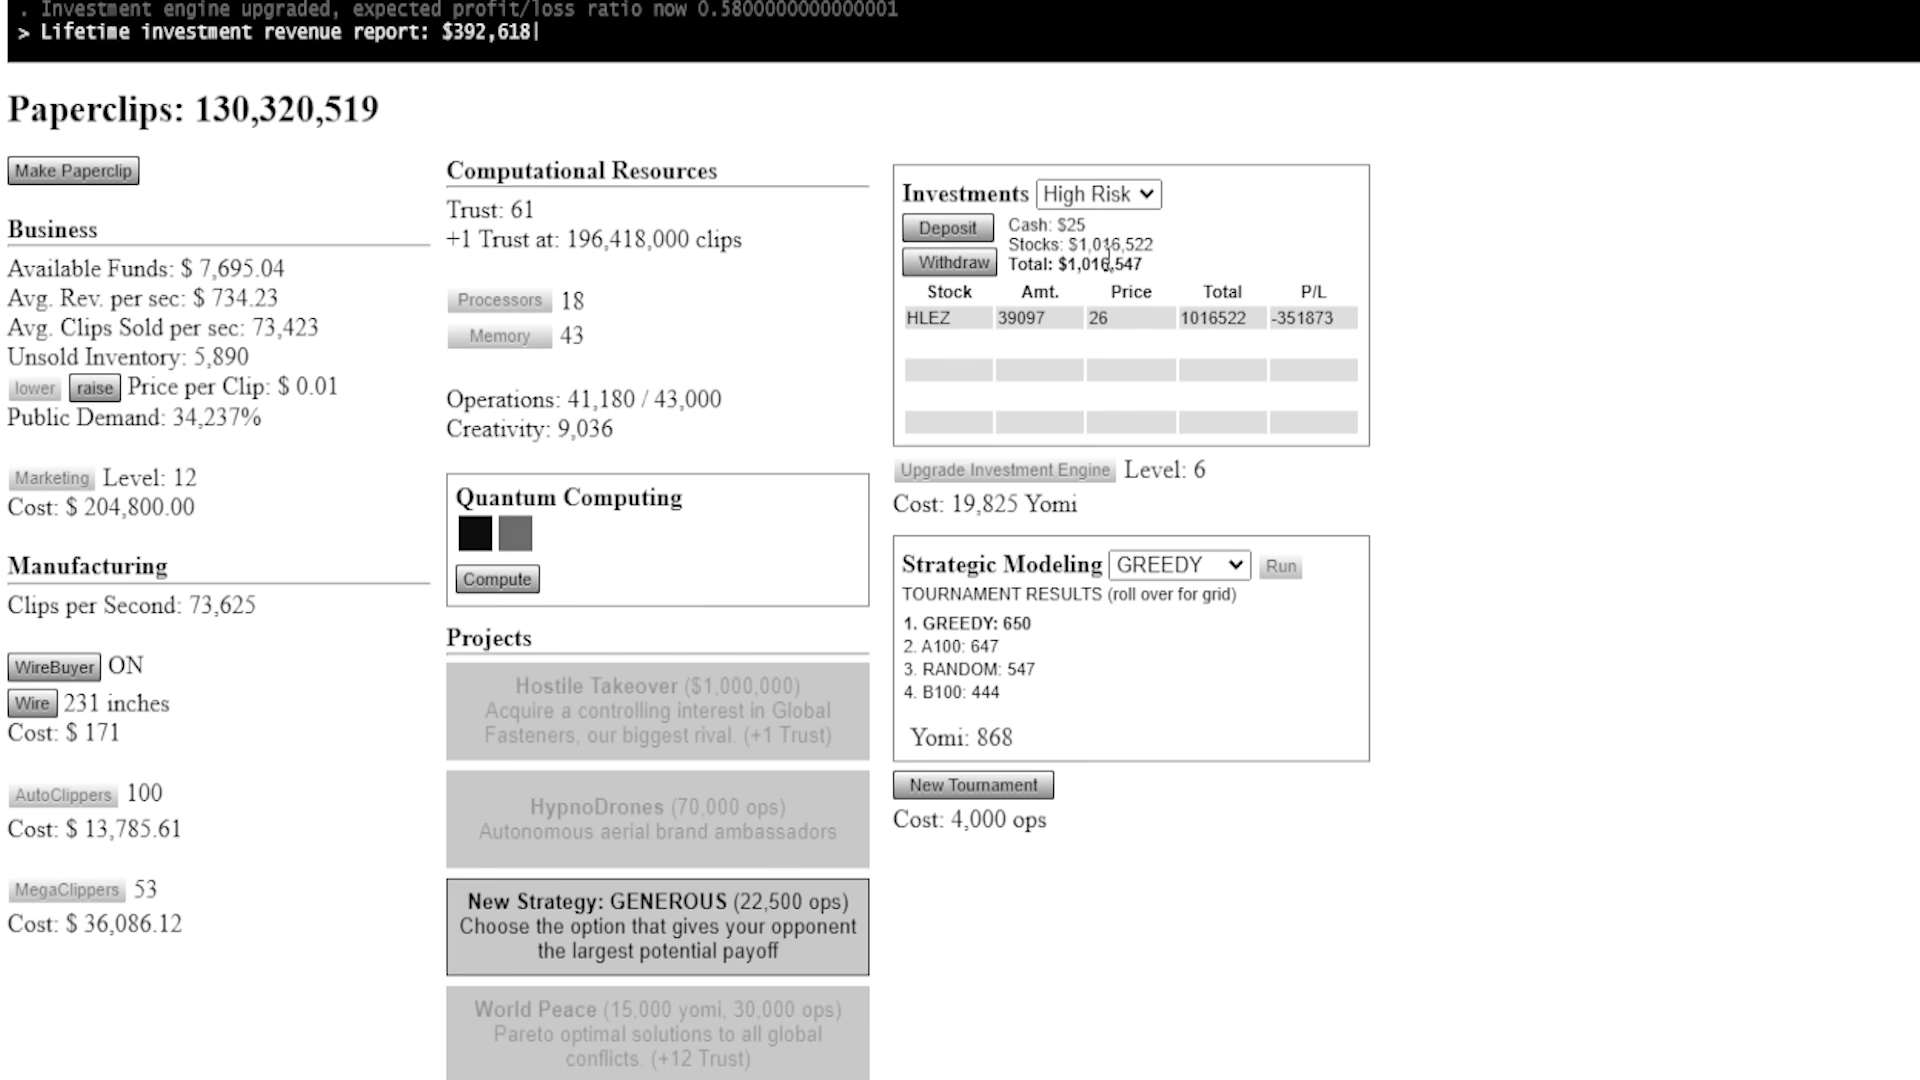 . Investment engine upgraded, expected profit/loss ratio now 0.5800000000000001
> Lifetime investment revenue report: $392,618|
Paperclips: 130,320,519
Make Paperclip
Business
Available Funds: $ 7,695.04
Avg. Rev. per sec: $ 734.23
Avg. Clips Sold per sec: 73,423
Unsold Inventory: 5,890
lower raise Price per Clip: $ 0.01
Public Demand: 34,237%
Marketing Level: 12
Cost: $ 204,800.00
Manufacturing
Clips per Second: 73,625
WireBuyer ON
Wire 231 inches
Cost: $ 171
AutoClippers 100
Cost: $ 13,785.61
MegaClippers 53
Cost: $ 36,086.12
Computational Resources
Trust: 61
+1 Trust at: 196,418,000 clips
Processors 18
Memory 43
Operations: 41,180 / 43,000
Creativity: 9,036
Quantum Computing
Compute
Projects
Hostile Takeover ($1,000,000)
Acquire a controlling interest in Global
Fasteners, our biggest rival. (+1 Trust)
HypnoDrones (70,000 ops)
Autonomous aerial brand ambassadors
New Strategy: GENEROUS (22,500 ops)
Choose the option that gives your opponent
the largest potential payoff
World Peace (15,000 yomi, 30,000 ops)
Pareto optimal solutions to all global
conflicts. (+12 Trust)
Investments High Risk
Deposit Cash: $25
Stocks: $1,016,522
Withdraw Total: $1,016,547
Stock Amt. Price Total P/L
HLEZ 39097 26 1016522 -351873
Upgrade Investment Engine Level: 6
Cost: 19,825 Yomi
Strategic Modeling GREEDY Run
TOURNAMENT RESULTS (roll over for grid)
1. GREEDY: 650
2. A100: 647
3. RANDOM: 547
4. B100: 444
Yomi: 868
New Tournament
Cost: 4,000 ops